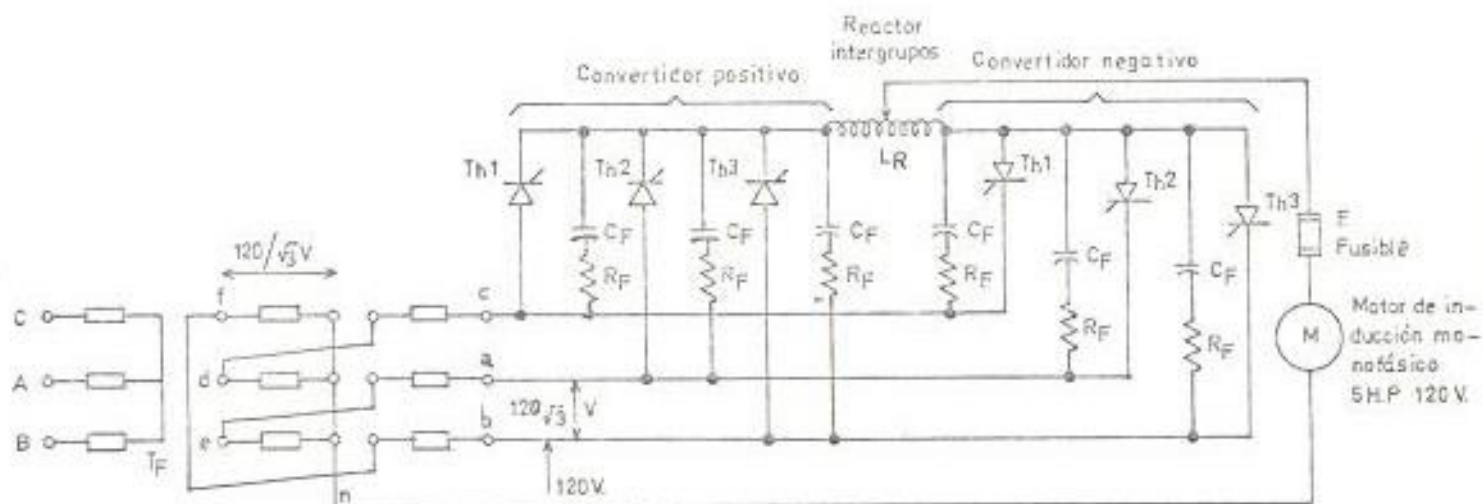 Reactor
intergrupos
Convertidor positivo
Convertidor negativo
Th1
Th2
Th3
LR
Th1
Th2
Th3
CF
CF
CF
CF
CF
CF
RF
RF
RF
RF
RF
RF
F
Fusible
M
Motor de in-
ducción mo-
nofásico
5H.P 120V.
120/√3 V
f
c
C
A
d
a
B
e
b
TF
n
120√3 V
120V.